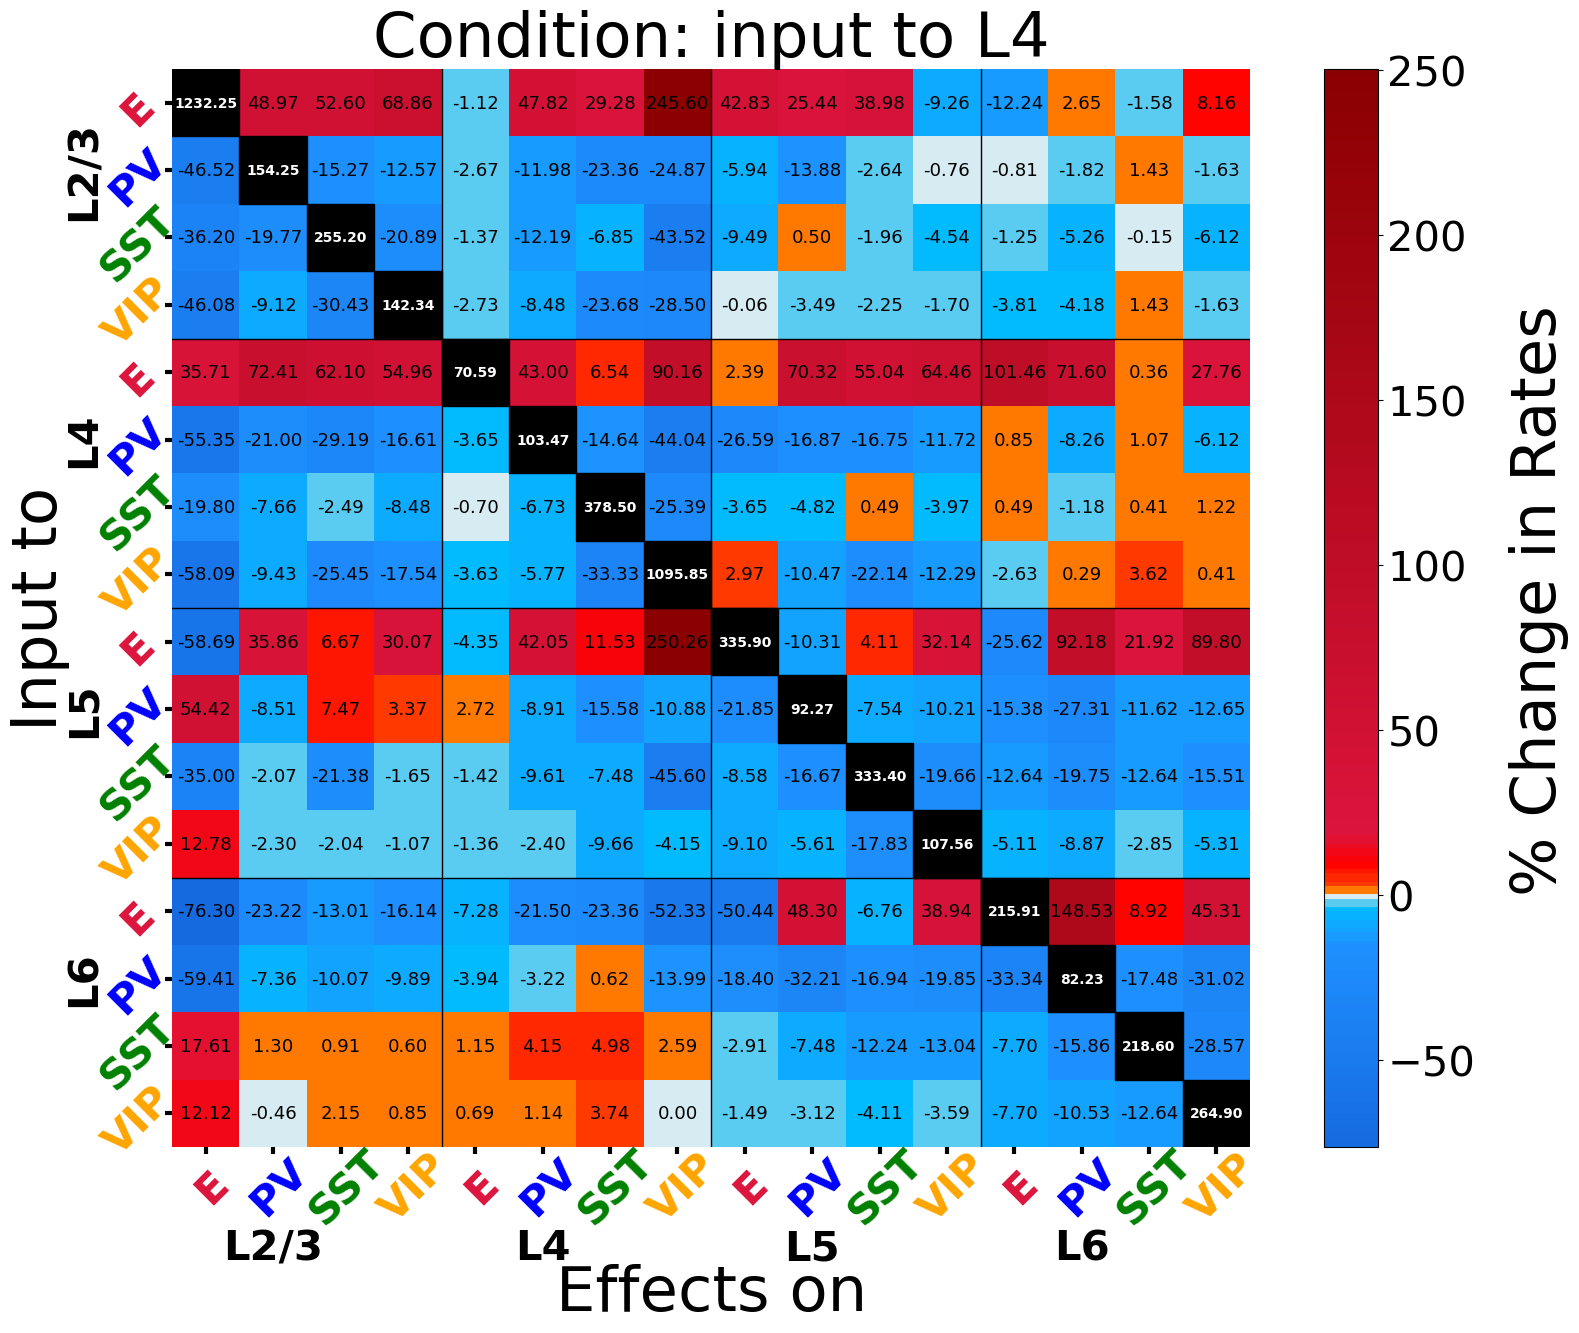 Condition: input to L4
Input to
L2/3
E 1232.25 48.97 52.60 68.86 -1.12 47.82 29.28 245.60 42.83 25.44 38.98 -9.26 -12.24 2.65 -1.58 8.16
PV -46.52 154.25 -15.27 -12.57 -2.67 -11.98 -23.36 -24.87 -5.94 -13.88 -2.64 -0.76 -0.81 -1.82 1.43 -1.63
SST -36.20 -19.77 255.20 -20.89 -1.37 -12.19 -6.85 -43.52 -9.49 0.50 -1.96 -4.54 -1.25 -5.26 -0.15 -6.12
VIP -46.08 -9.12 -30.43 142.34 -2.73 -8.48 -23.68 -28.50 -0.06 -3.49 -2.25 -1.70 -3.81 -4.18 1.43 -1.63
L4
E 35.71 72.41 62.10 54.96 70.59 43.00 6.54 90.16 2.39 70.32 55.04 64.46 101.46 71.60 0.36 27.76
PV -55.35 -21.00 -29.19 -16.61 -3.65 103.47 -14.64 -44.04 -26.59 -16.87 -16.75 -11.72 0.85 -8.26 1.07 -6.12
SST -19.80 -7.66 -2.49 -8.48 -0.70 -6.73 378.50 -25.39 -3.65 -4.82 0.49 -3.97 0.49 -1.18 0.41 1.22
VIP -58.09 -9.43 -25.45 -17.54 -3.63 -5.77 -33.33 1095.85 2.97 -10.47 -22.14 -12.29 -2.63 0.29 3.62 0.41
L5
E -58.69 35.86 6.67 30.07 -4.35 42.05 11.53 250.26 335.90 -10.31 4.11 32.14 -25.62 92.18 21.92 89.80
PV 54.42 -8.51 7.47 3.37 2.72 -8.91 -15.58 -10.88 -21.85 92.27 -7.54 -10.21 -15.38 -27.31 -11.62 -12.65
SST -35.00 -2.07 -21.38 -1.65 -1.42 -9.61 -7.48 -45.60 -8.58 -16.67 333.40 -19.66 -12.64 -19.75 -12.64 -15.51
VIP 12.78 -2.30 -2.04 -1.07 -1.36 -2.40 -9.66 -4.15 -9.10 -5.61 -17.83 107.56 -5.11 -8.87 -2.85 -5.31
L6
E -76.30 -23.22 -13.01 -16.14 -7.28 -21.50 -23.36 -52.33 -50.44 48.30 -6.76 38.94 215.91 148.53 8.92 45.31
PV -59.41 -7.36 -10.07 -9.89 -3.94 -3.22 0.62 -13.99 -18.40 -32.21 -16.94 -19.85 -33.34 82.23 -17.48 -31.02
SST 17.61 1.30 0.91 0.60 1.15 4.15 4.98 2.59 -2.91 -7.48 -12.24 -13.04 -7.70 -15.86 218.60 -28.57
VIP 12.12 -0.46 2.15 0.85 0.69 1.14 3.74 0.00 -1.49 -3.12 -4.11 -3.59 -7.70 -10.53 -12.64 264.90
E PV SST VIP E PV SST VIP E PV SST VIP E PV SST VIP
L2/3 L4 L5 L6
Effects on
250
200
150
100
50
0
−50
% Change in Rates